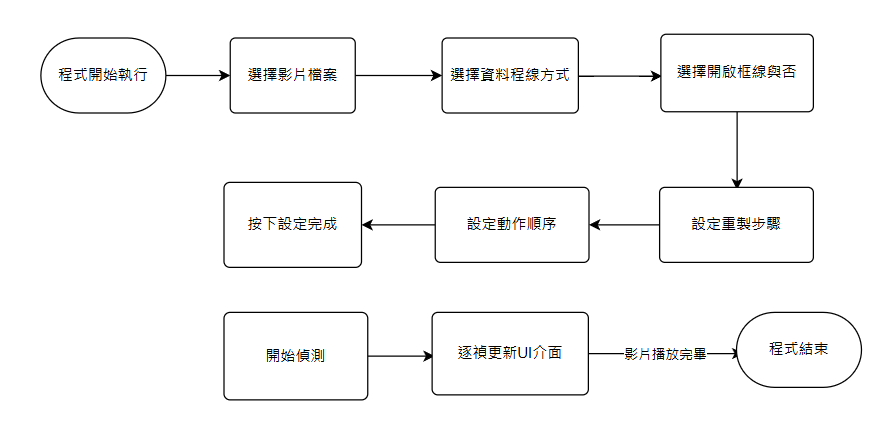 程式開始執行
選擇影片檔案
選擇資料程線方式
選擇開啟框線與否
按下設定完成
設定動作順序
設定重製步驟
開始偵測
逐禎更新UI介面
影片播放完畢
程式結束